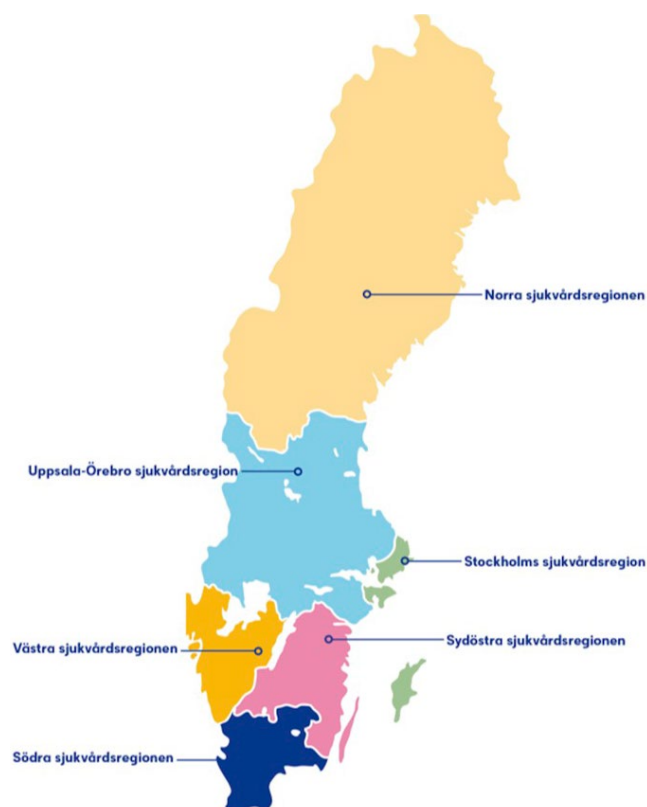 Norra sjukvårdsregionen
Uppsala-Örebro sjukvårdsregion
Stockholms sjukvårdsregion
Sydöstra sjukvårdsregionen
Västra sjukvårdsregionen
Södra sjukvårdsregionen